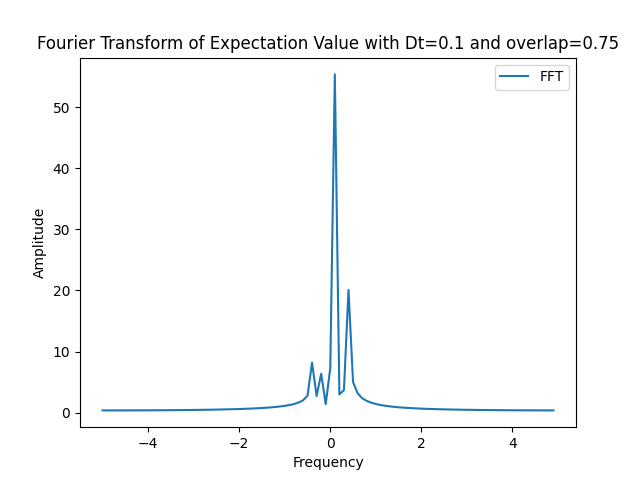 Fourier Transform of Expectation Value with Dt=0.1 and overlap=0.75
FFT
50
40
30
20
10
0
Amplitude
−4
−2
0
2
4
Frequency